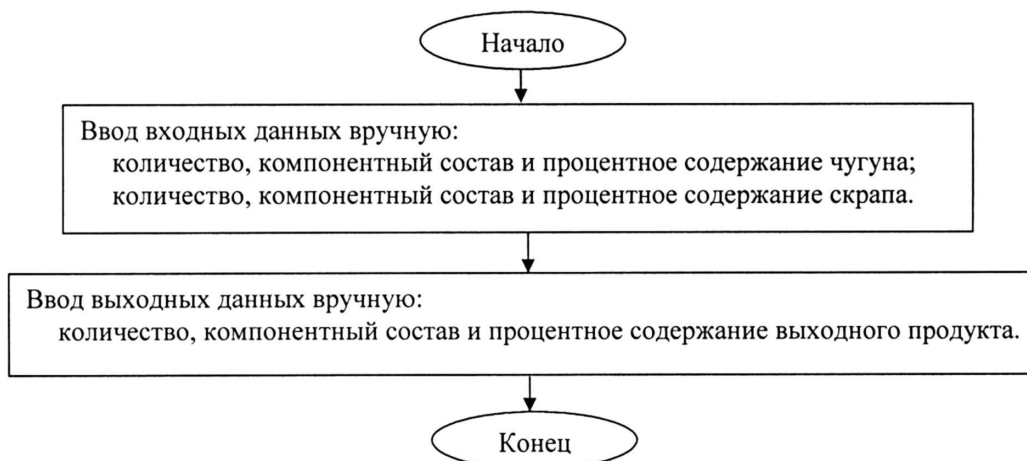 Начало
Ввод входных данных вручную:
количество, компонентный состав и процентное содержание чугуна;
количество, компонентный состав и процентное содержание скрапа.
Ввод выходных данных вручную:
количество, компонентный состав и процентное содержание выходного продукта.
Конец